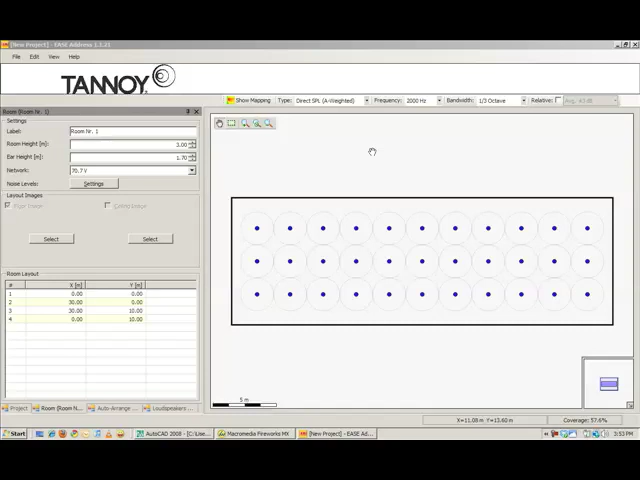 [New Project] - EASE Address 1.1.21
File Edit View Help
TANNOY
Show Mapping Type: Direct SPL (A-Weighted) Frequency: 2000 Hz Bandwidth: 1/3 Octave Relative:
Room (Room Nr. 1)
Settings
Label: Room Nr. 1
Room Height [m]: 3.00
Ear Height [m]: 1.70
Network: 70.7 V
Noise Levels: Settings
Layout Images
Floor Image Ceiling Image
Select Select
Room Layout
# X [m] Y [m]
1 0.00 0.00
2 30.00 0.00
3 30.00 10.00
4 0.00 10.00
5 m
Project Room (Room N... Auto-Arrange Loudspeakers
X=11.08 m Y=13.60 m Coverage: 57.6%
Start AutoCAD 2008 - [C:\Use... Macromedia Fireworks MX [New Project] - EASE Ad... 3:53 PM